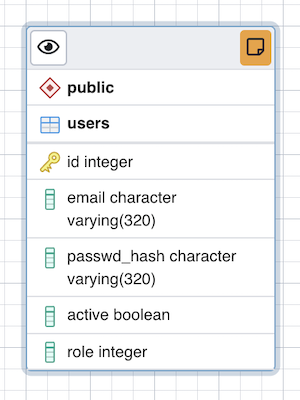 public
users
id integer
email character
varying(320)
passwd_hash character
varying(320)
active boolean
role integer